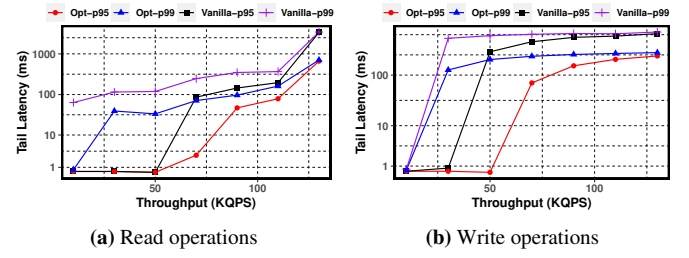 Opt-p95 Opt-p99 Vanilla-p95 Vanilla-p99
Tail Latency (ms)
1000
100
10
1
50 100
Throughput (KQPS)
(a) Read operations
Opt-p95 Opt-p99 Vanilla-p95 Vanilla-p99
Tail Latency (ms)
100
10
1
50 100
Throughput (KQPS)
(b) Write operations